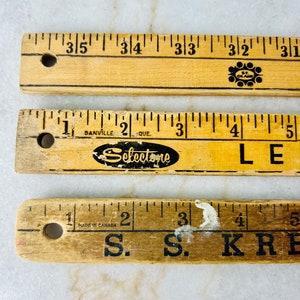 35 34 33 32 31
1 2 3 4 5
DANVILLE QUE.
Selectone L E
1 2 3 4 5
MADE IN CANADA
S. S. KRE